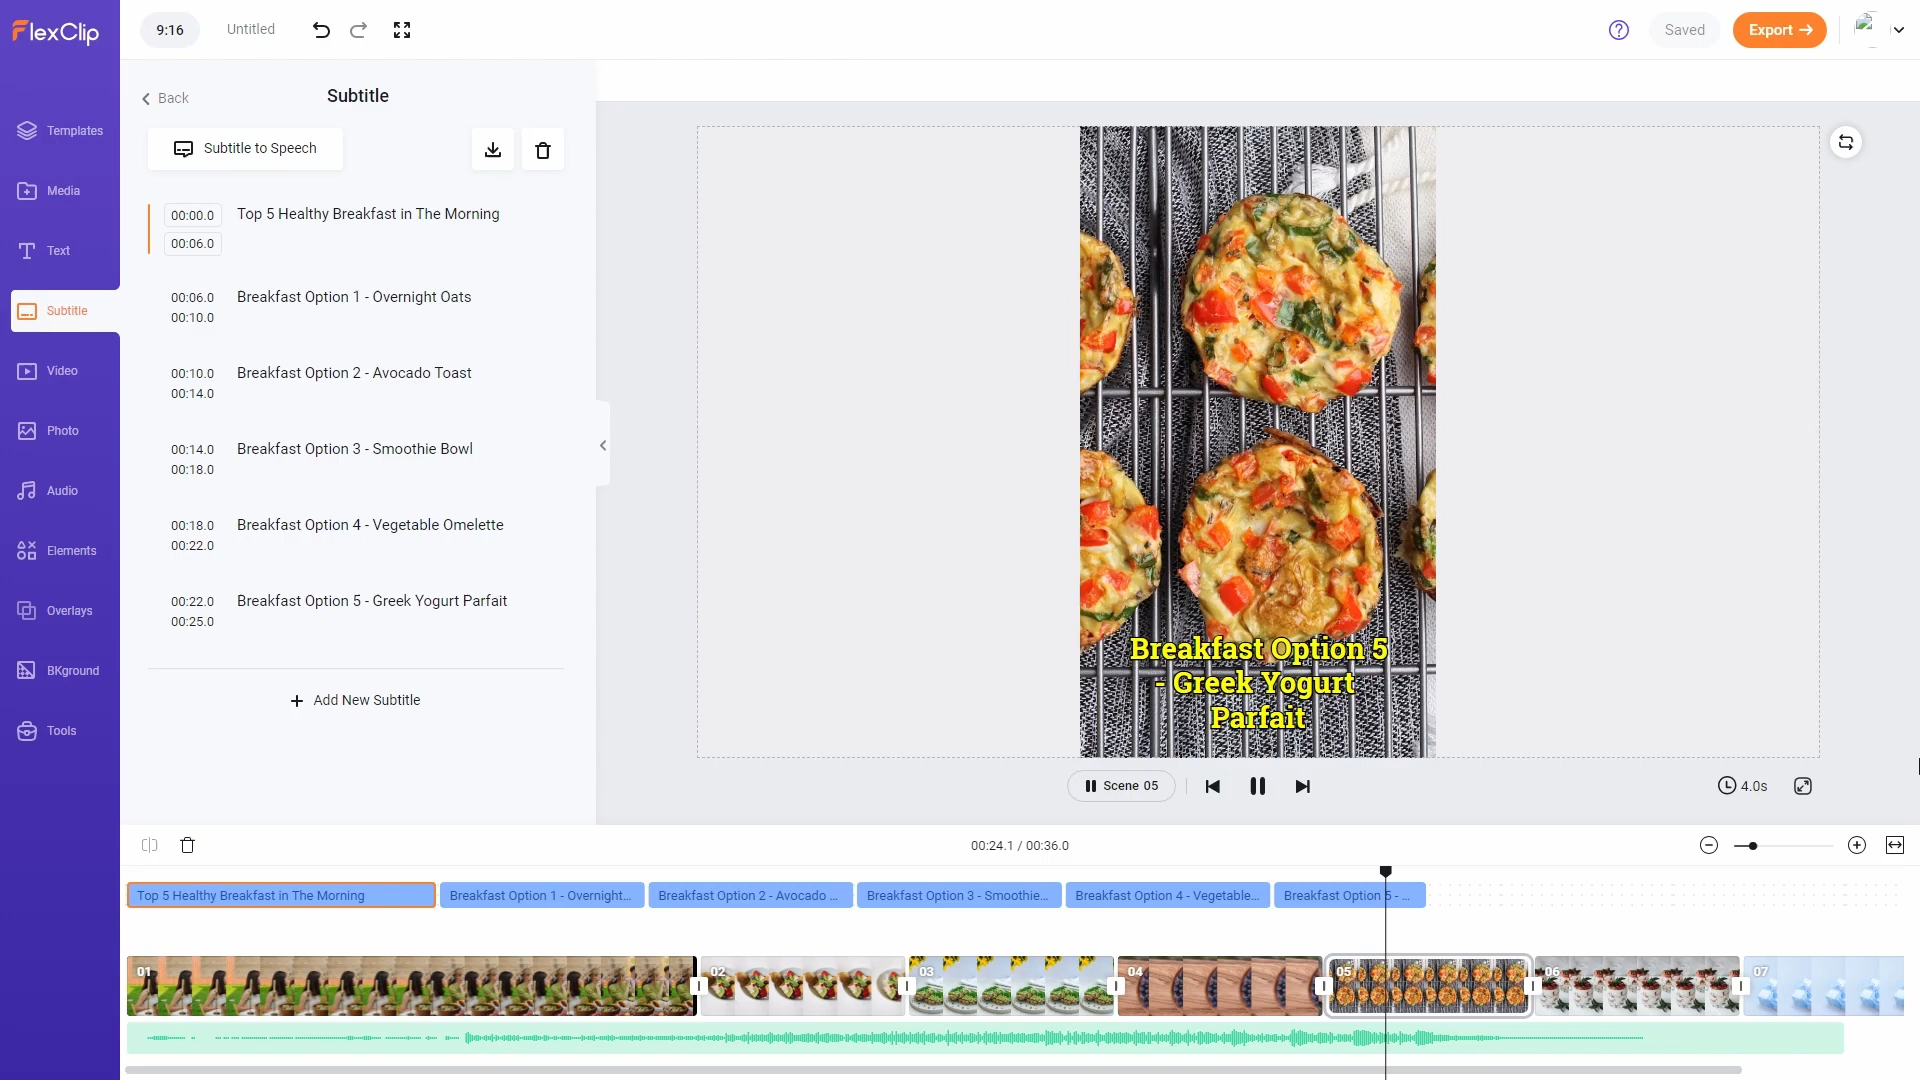 FlexClip
9:16
Untitled
Saved
Export
Templates
Media
Text
Subtitle
Video
Photo
Audio
Elements
Overlays
BKground
Tools
Back
Subtitle
Subtitle to Speech
00:00.0
00:06.0
Top 5 Healthy Breakfast in The Morning
00:06.0
00:10.0
Breakfast Option 1 - Overnight Oats
00:10.0
00:14.0
Breakfast Option 2 - Avocado Toast
00:14.0
00:18.0
Breakfast Option 3 - Smoothie Bowl
00:18.0
00:22.0
Breakfast Option 4 - Vegetable Omelette
00:22.0
00:25.0
Breakfast Option 5 - Greek Yogurt Parfait
Add New Subtitle
Breakfast Option 5
- Greek Yogurt
Parfait
Scene 05
4.0s
00:24.1 / 00:36.0
Top 5 Healthy Breakfast in The Morning
Breakfast Option 1 - Overnight...
Breakfast Option 2 - Avocado ...
Breakfast Option 3 - Smoothie...
Breakfast Option 4 - Vegetable...
Breakfast Option 5 - ...
01
02
03
04
05
06
07